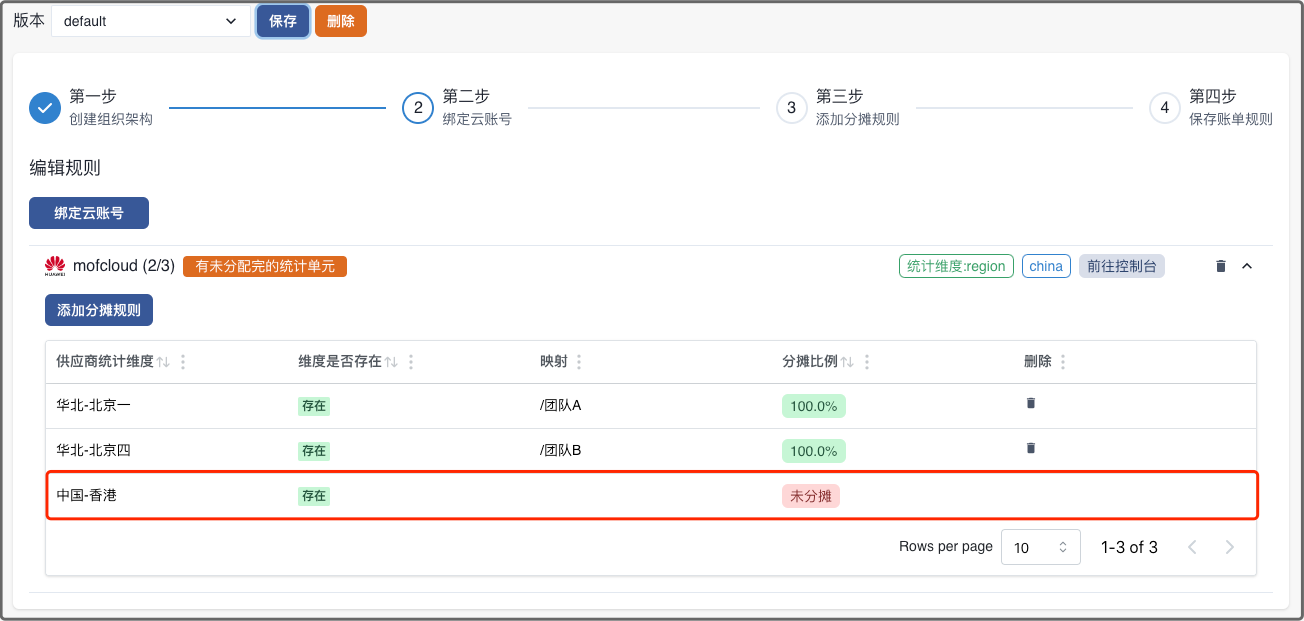 版本 default 保存 删除
第一步 2 第二步 3 第三步 4 第四步
创建组织架构 绑定云账号 添加分摊规则 保存账单规则
编辑规则
绑定云账号
HUAWEI mofcloud (2/3) 有未分配完的统计单元 统计维度:region china 前往控制台
添加分摊规则
供应商统计维度 维度是否存在 映射 分摊比例 删除
华北-北京一 存在 /团队A 100.0%
华北-北京四 存在 /团队B 100.0%
中国-香港 存在 未分摊
Rows per page 10 1-3 of 3